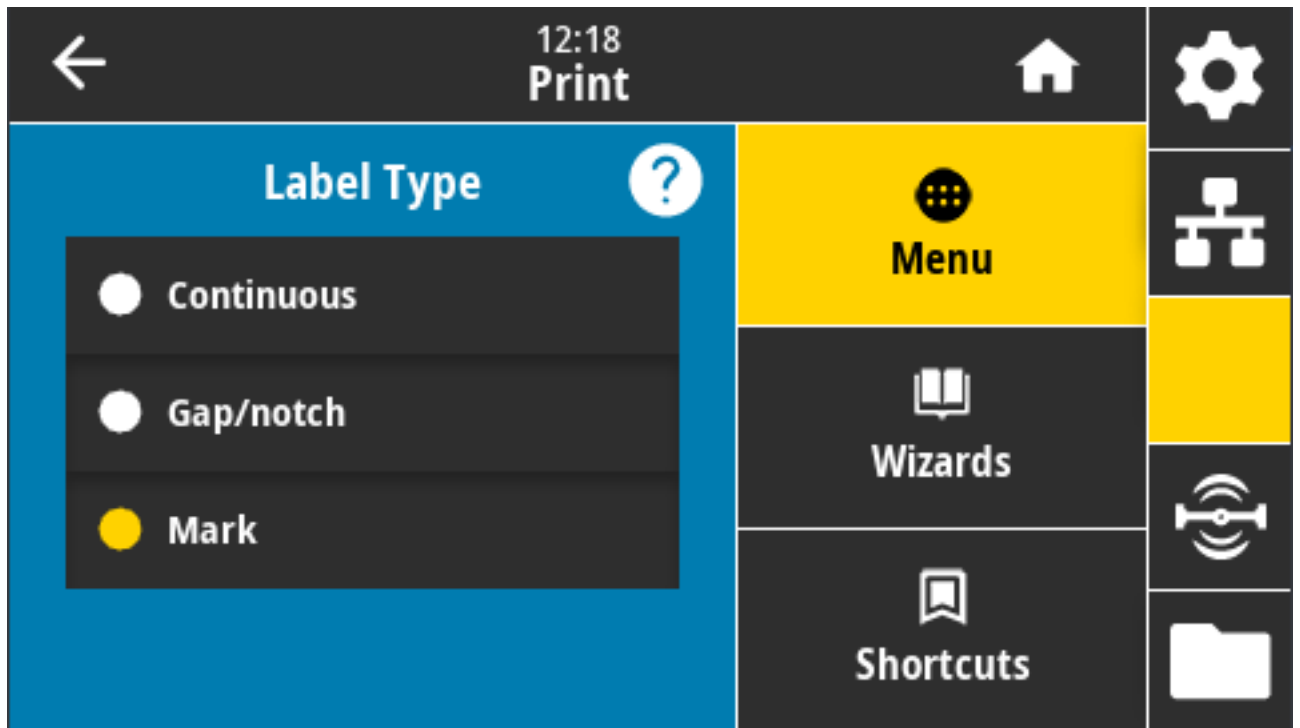 12:18
Print
Label Type
?
Continuous
Gap/notch
Mark
Menu
Wizards
Shortcuts